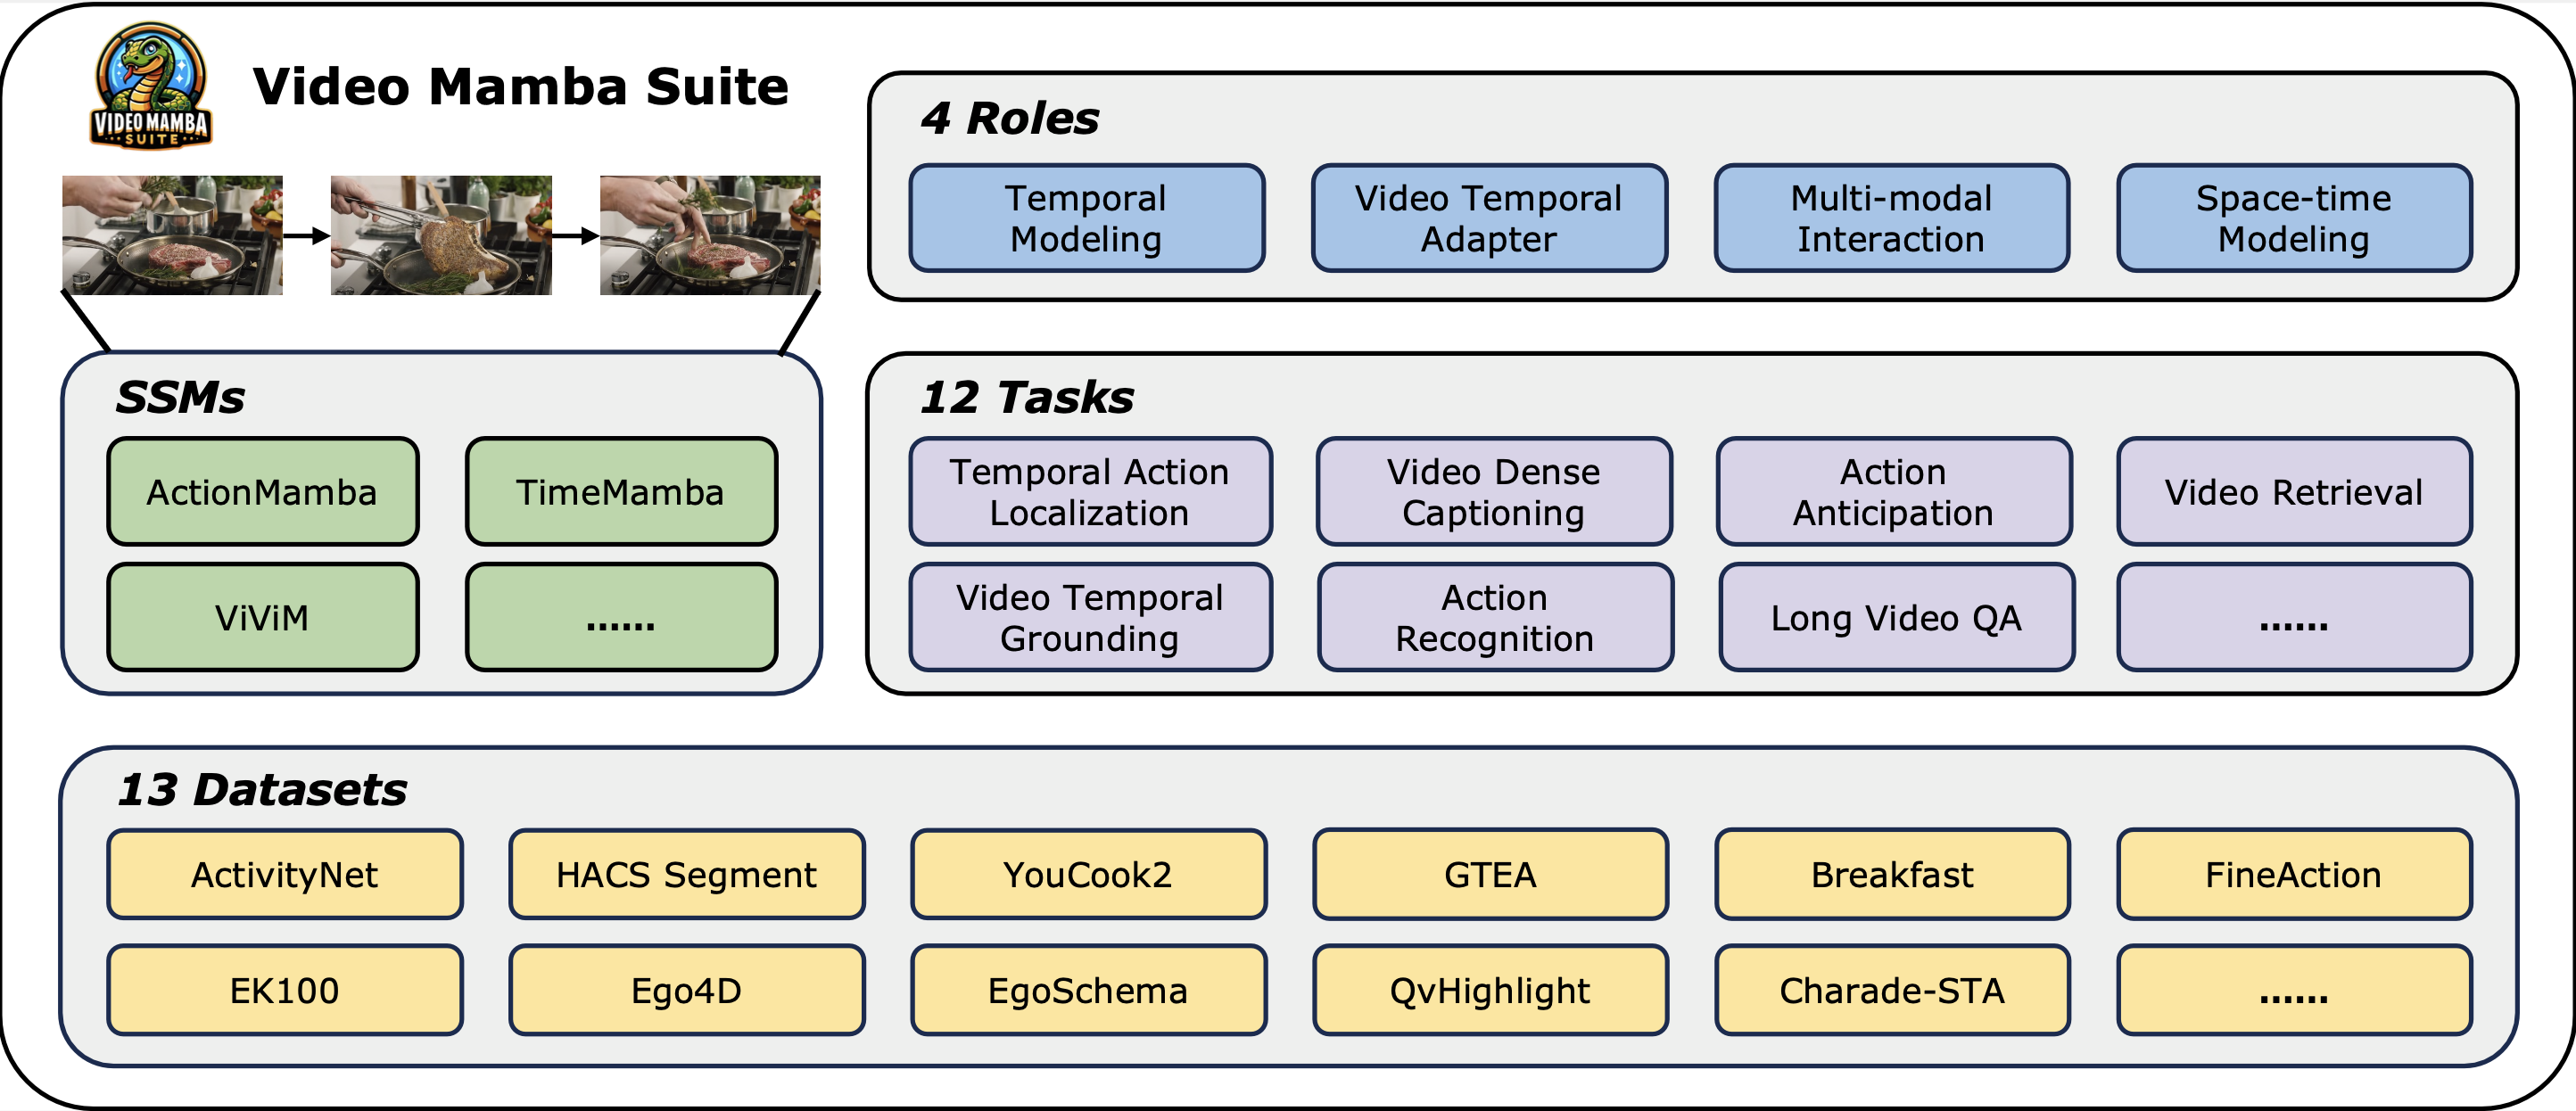 VIDEO MAMBA
SUITE
Video Mamba Suite
4 Roles
Temporal
Modeling
Video Temporal
Adapter
Multi-modal
Interaction
Space-time
Modeling
SSMs
ActionMamba
TimeMamba
ViViM
......
12 Tasks
Temporal Action
Localization
Video Dense
Captioning
Action
Anticipation
Video Retrieval
Video Temporal
Grounding
Action
Recognition
Long Video QA
......
13 Datasets
ActivityNet
HACS Segment
YouCook2
GTEA
Breakfast
FineAction
EK100
Ego4D
EgoSchema
QvHighlight
Charade-STA
......